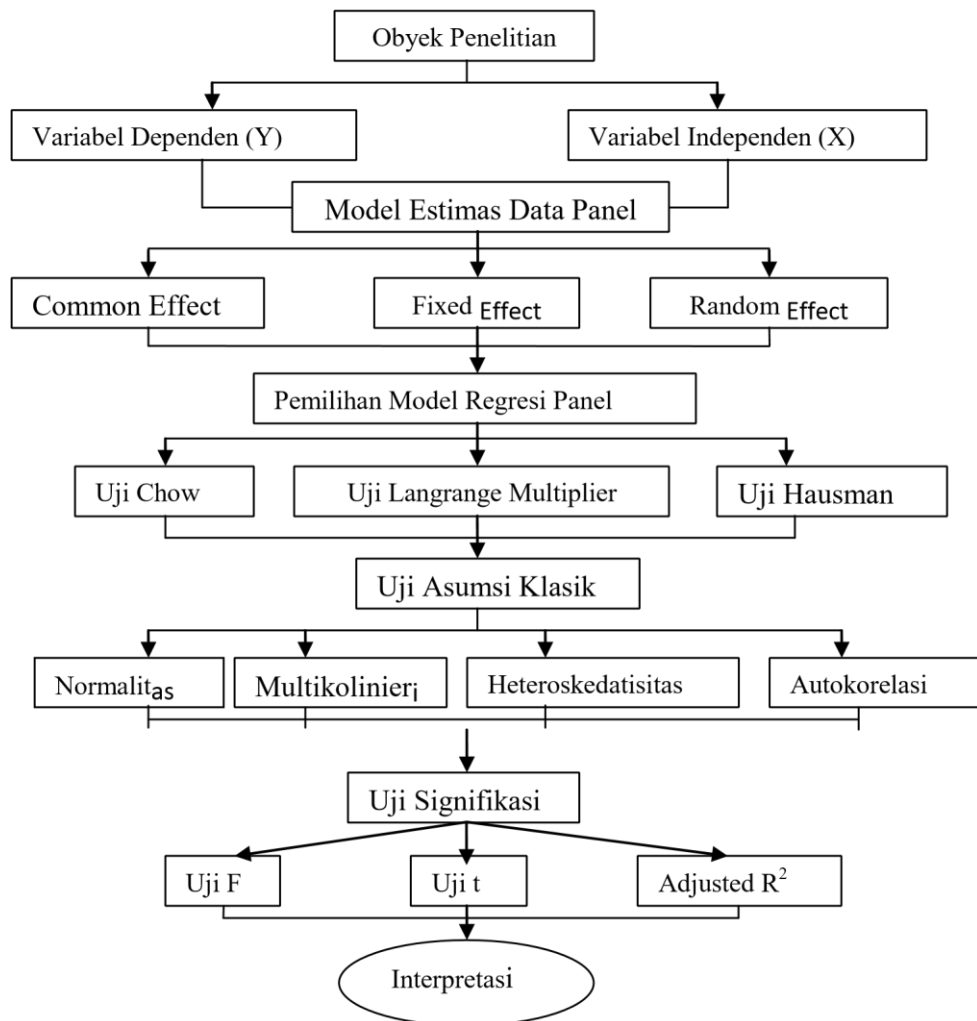 Obyek Penelitian
Variabel Dependen (Y)
Variabel Independen (X)
Model Estimas Data Panel
Common Effect
Fixed Effect
Random Effect
Pemilihan Model Regresi Panel
Uji Chow
Uji Langrange Multiplier
Uji Hausman
Uji Asumsi Klasik
Normalitas
Multikolinieri
Heteroskedatisitas
Autokorelasi
Uji Signifikasi
Uji F
Uji t
Adjusted R²
Interpretasi